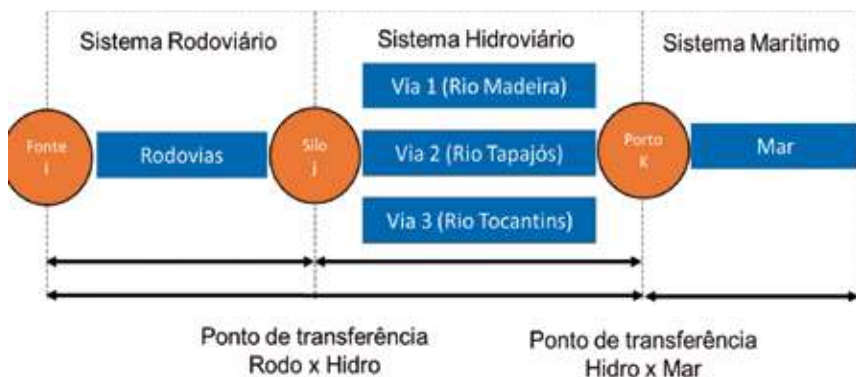 Sistema Rodoviário
Sistema Hidroviário
Sistema Marítimo
Via 1 (Rio Madeira)
Fonte
I
Rodovias
Silo
j
Via 2 (Rio Tapajós)
Porto
K
Mar
Via 3 (Rio Tocantins)
Ponto de transferência
Rodo x Hidro
Ponto de transferência
Hidro x Mar